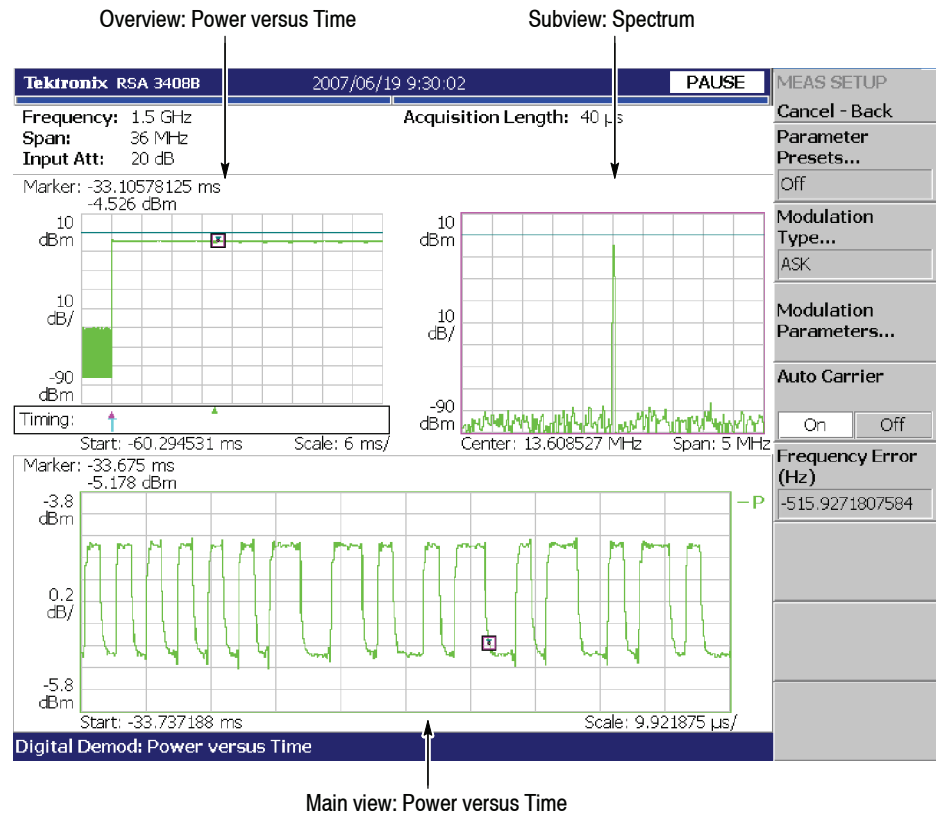 Overview: Power versus Time
Subview: Spectrum
Tektronix RSA 3408B 2007/06/19 9:30:02 PAUSE
MEAS SETUP
Cancel - Back
Frequency: 1.5 GHz
Acquisition Length: 40 µs
Span: 36 MHz
Input Att: 20 dB
Parameter
Presets...
Off
Marker: -33.10578125 ms
-4.526 dBm
10
dBm
10
dB/
-90
dBm
Timing:
Start: -60.294531 ms
Scale: 6 ms/
10
dBm
10
dB/
-90
dBm
Center: 13.608527 MHz
Span: 5 MHz
Modulation
Type...
ASK
Modulation
Parameters...
Auto Carrier
On Off
Frequency Error
(Hz)
-515.9271807584
Marker: -33.675 ms
-5.178 dBm
-3.8
dBm
0.2
dB/
-5.8
dBm
-P
Start: -33.737188 ms
Scale: 9.921875 µs/
Digital Demod: Power versus Time
Main view: Power versus Time